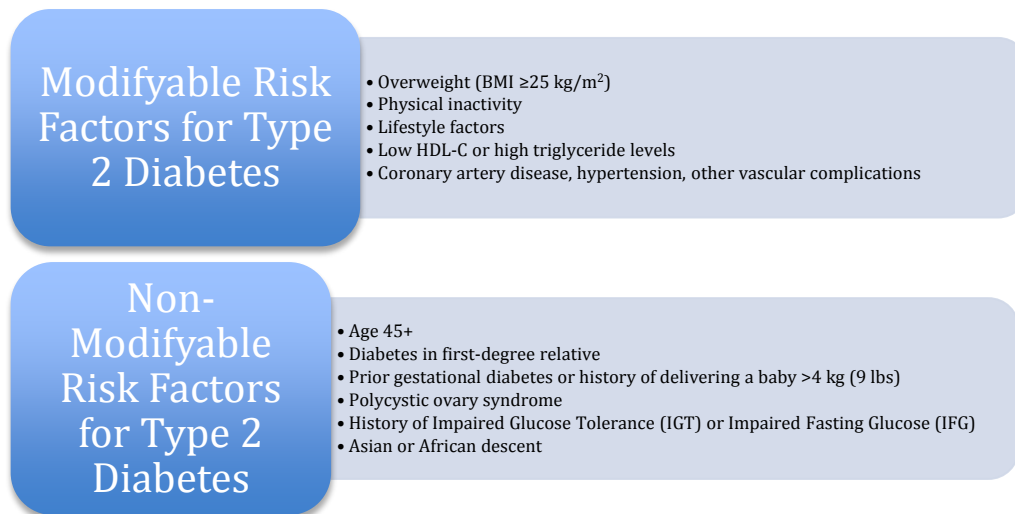 Modifyable Risk
Factors for Type
2 Diabetes
• Overweight (BMI ≥25 kg/m²)
• Physical inactivity
• Lifestyle factors
• Low HDL-C or high triglyceride levels
• Coronary artery disease, hypertension, other vascular complications
Non-
Modifyable
Risk Factors
for Type 2
Diabetes
• Age 45+
• Diabetes in first-degree relative
• Prior gestational diabetes or history of delivering a baby >4 kg (9 lbs)
• Polycystic ovary syndrome
• History of Impaired Glucose Tolerance (IGT) or Impaired Fasting Glucose (IFG)
• Asian or African descent